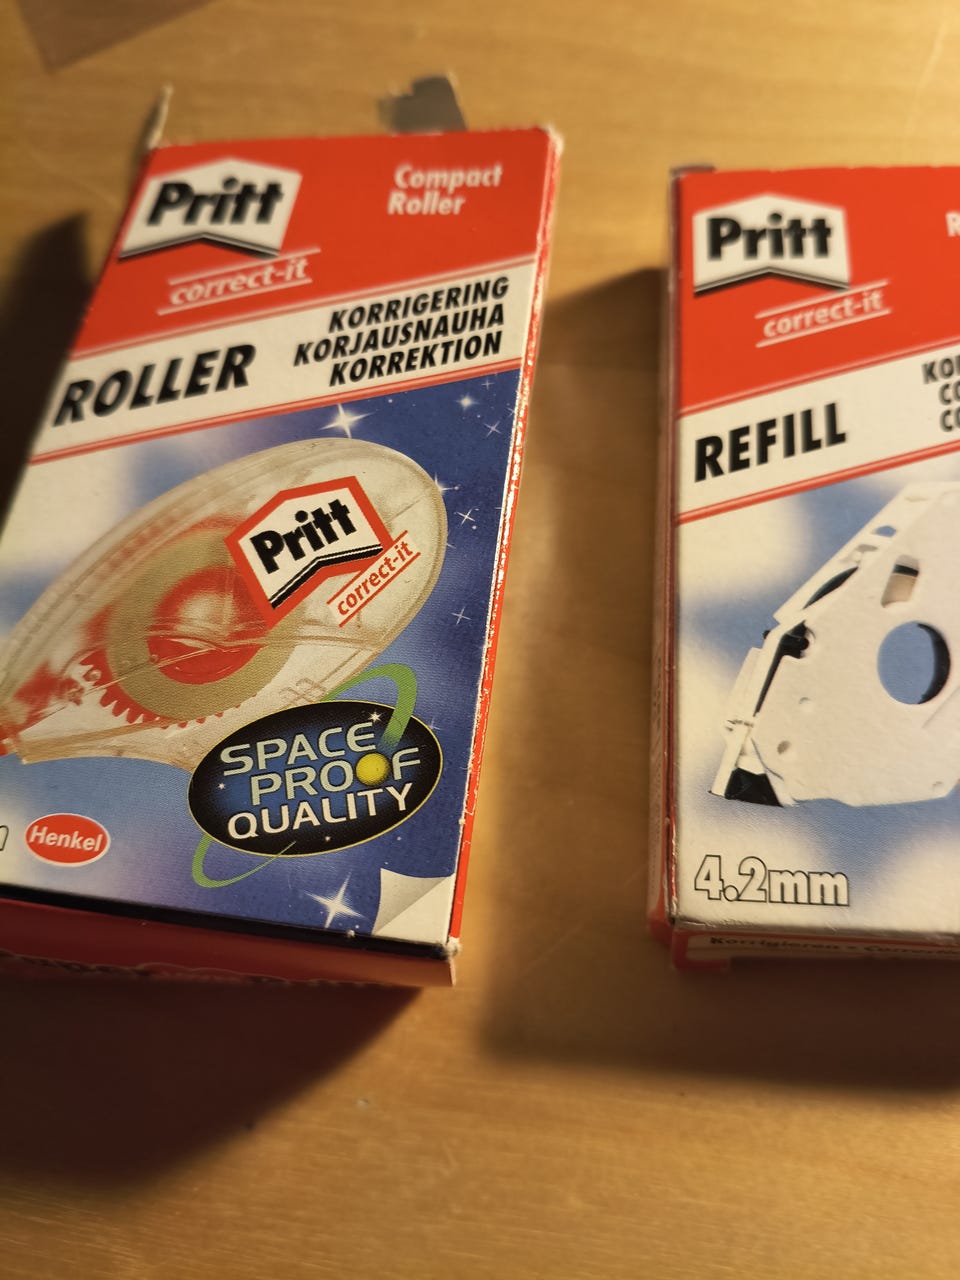 Pritt
correct-it
Compact
Roller
ROLLER
KORRIGERING
KORJAUSNAUHA
KORREKTION
Pritt
correct-it
SPACE
PROOF
QUALITY
Henkel
Pritt
correct-it
REFILL
4.2mm
Korrigieren